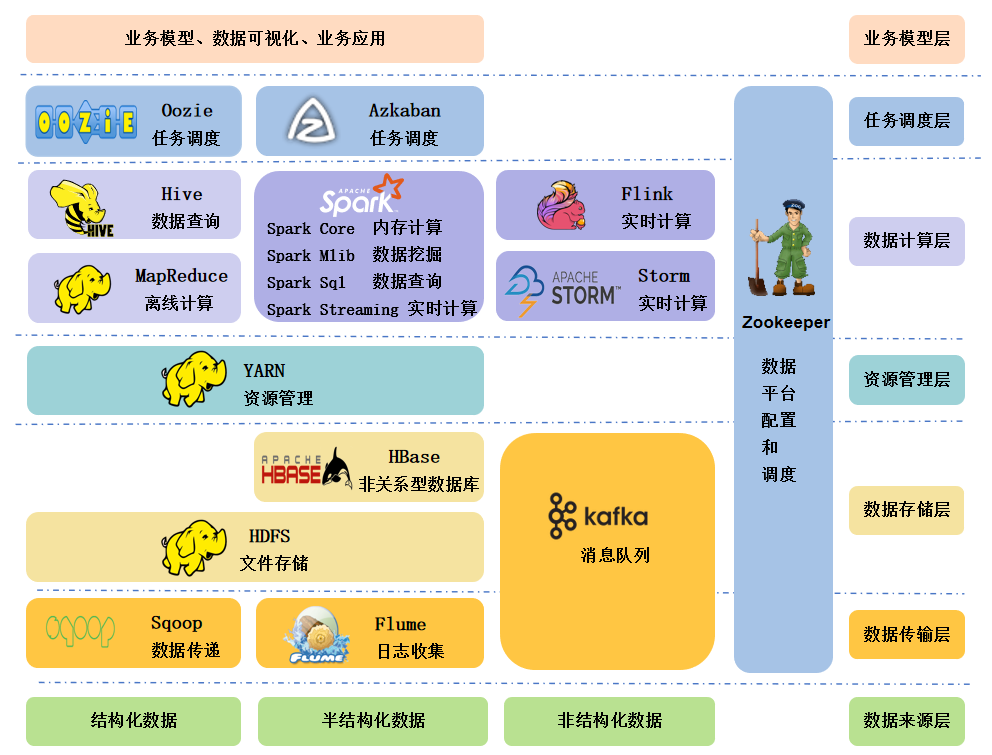 业务模型、数据可视化、业务应用
业务模型层
OOZiE
Oozie
任务调度
Azkaban
任务调度
任务调度层
HIVE
Hive
数据查询
MapReduce
离线计算
APACHE
Spark
Spark Core 内存计算
Spark Mlib 数据挖掘
Spark Sql 数据查询
Spark Streaming 实时计算
Flink
实时计算
APACHE
STORM™
Storm
实时计算
Zookeeper
数据
平台
配置
和
调度
数据计算层
YARN
资源管理
资源管理层
APACHE
HBASE
HBase
非关系型数据库
HDFS
文件存储
kafka
消息队列
数据存储层
sqoop
Sqoop
数据传递
FLUME
Flume
日志收集
数据传输层
结构化数据
半结构化数据
非结构化数据
数据来源层